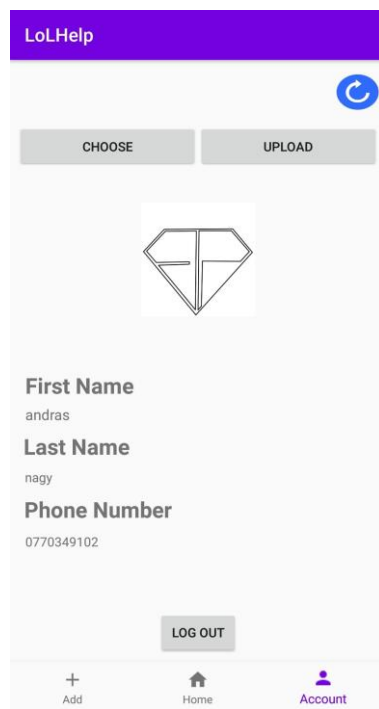 LoLHelp
CHOOSE UPLOAD
First Name
andras
Last Name
nagy
Phone Number
0770349102
LOG OUT
Add Home Account